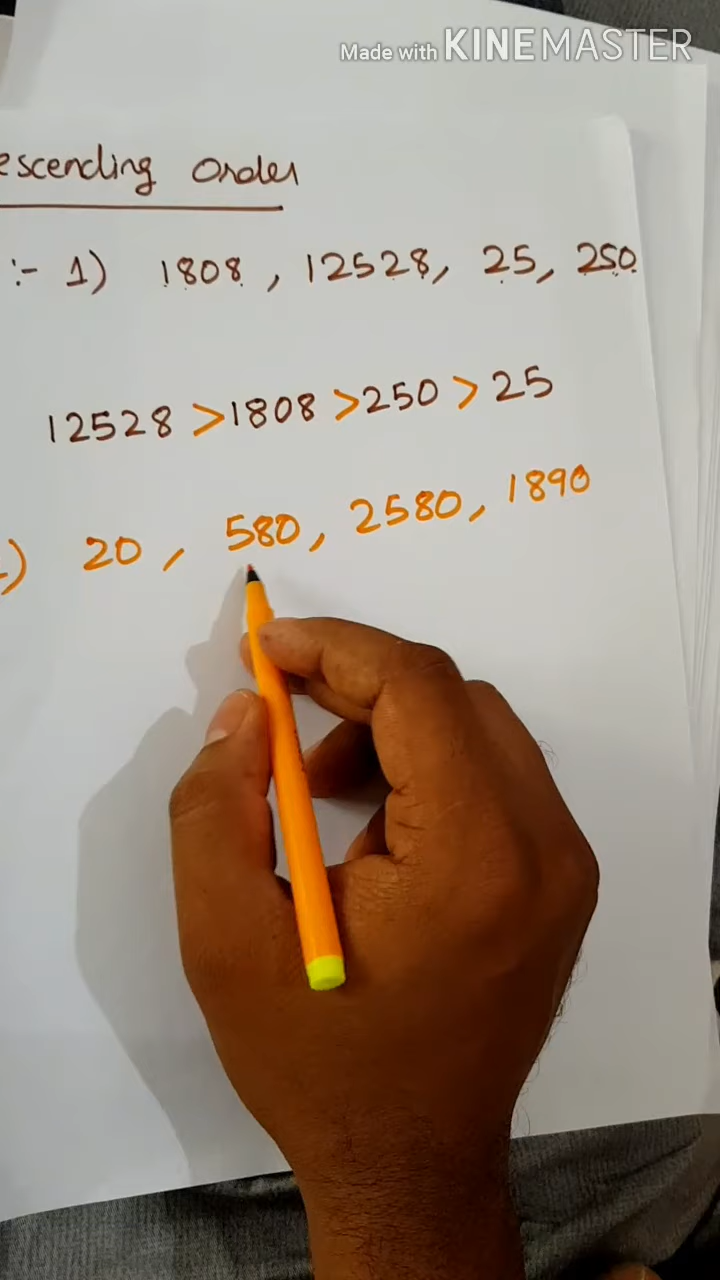 Made with KINEMASTER
escending Order
:- 1) 1808 , 12528, 25, 250
12528 > 1808 > 250 > 25
) 20 , 580, 2580, 1890